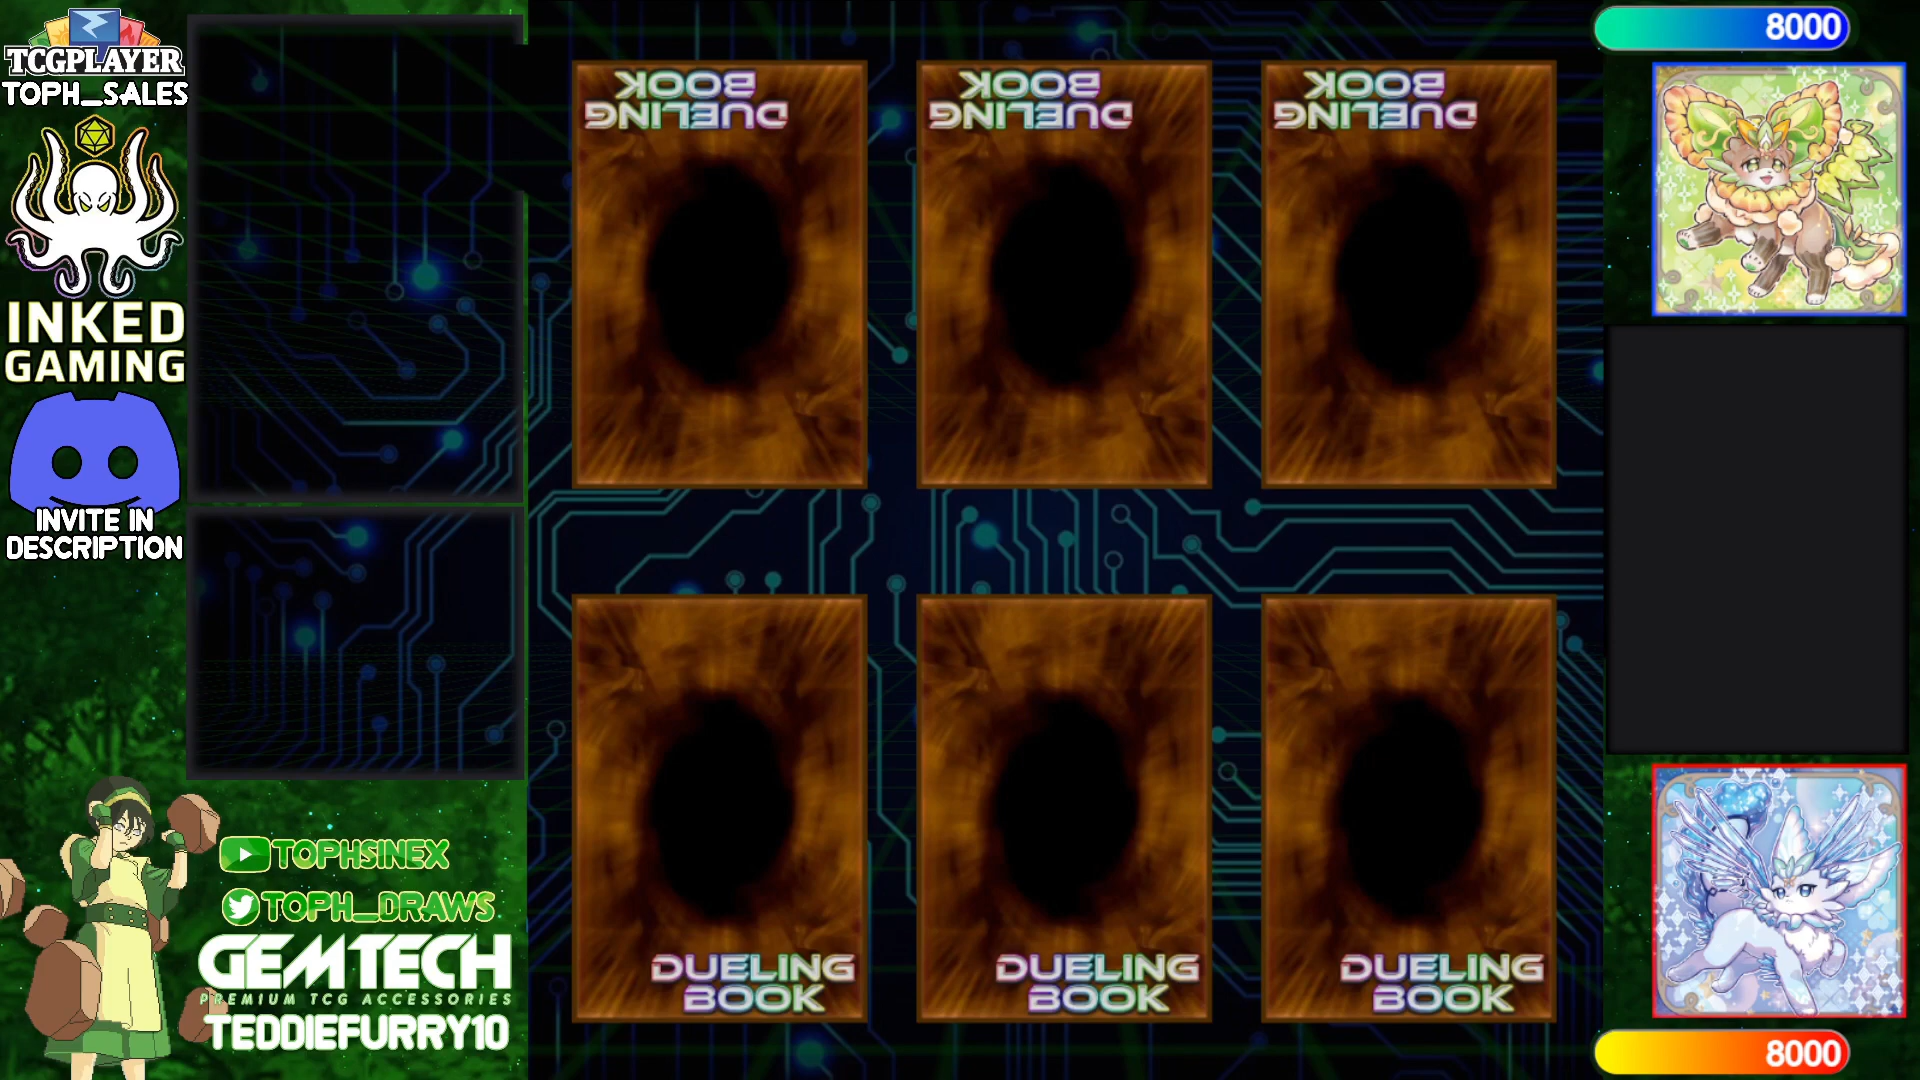 TCGPLAYER
TOPH_SALES
INKED
GAMING
INVITE IN
DESCRIPTION
TOPHSINEX
TOPH_DRAWS
GEMTECH
PREMIUM TCG ACCESSORIES
TEDDIEFURRY10
DUELING
BOOK
DUELING
BOOK
DUELING
BOOK
DUELING
BOOK
DUELING
BOOK
DUELING
BOOK
8000
8000